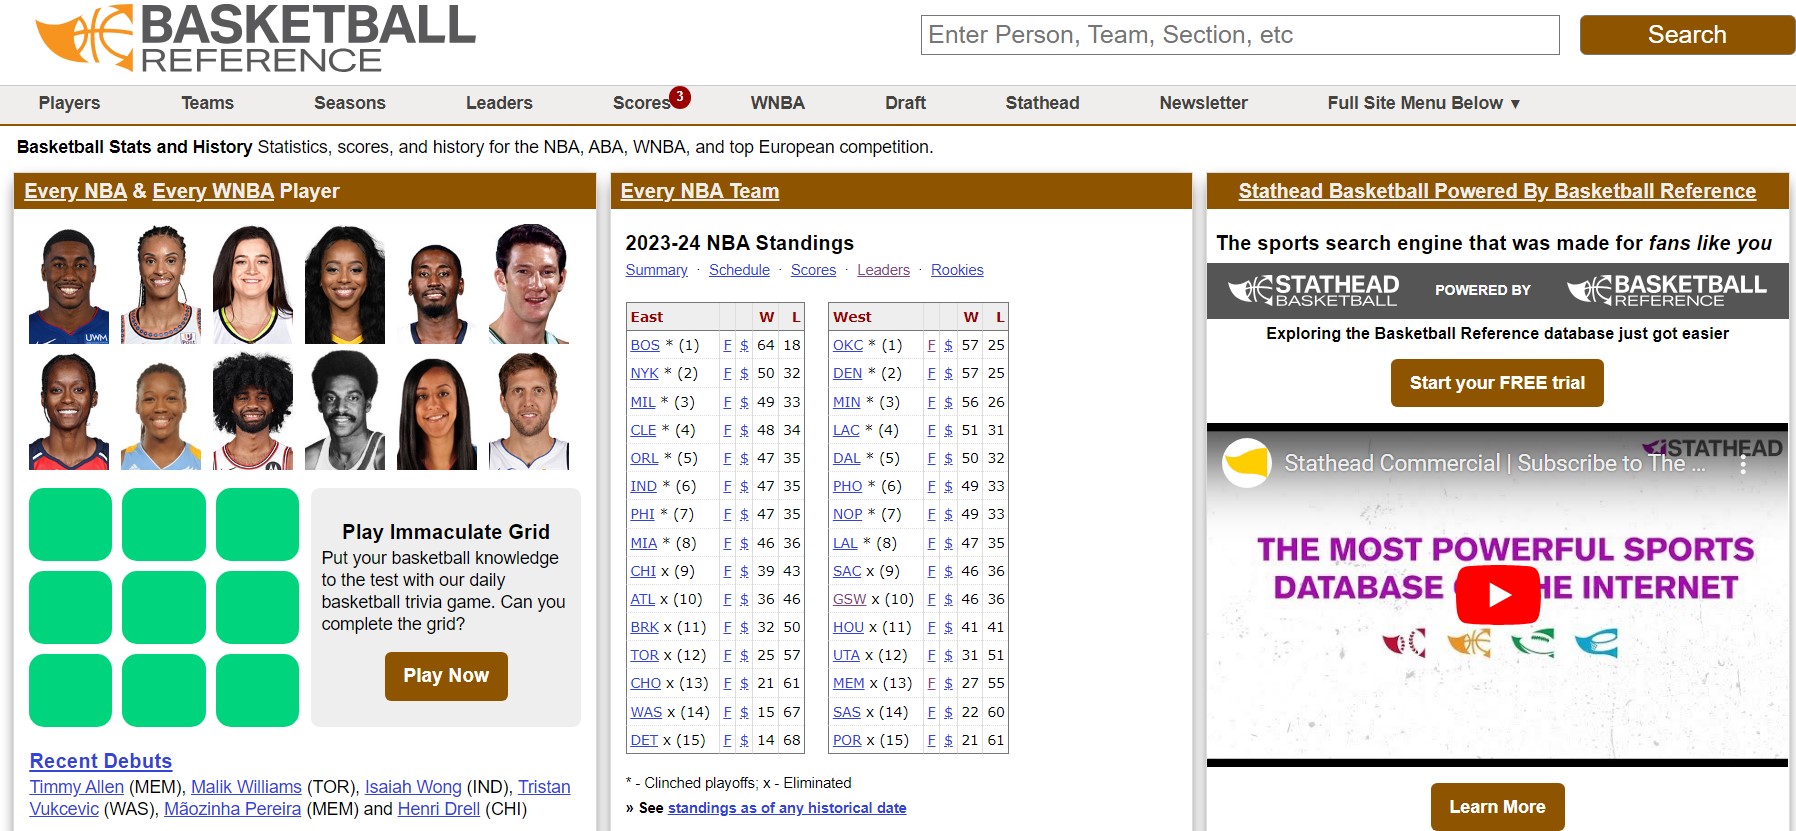 BASKETBALL
REFERENCE
Enter Person, Team, Section, etc
Search
Players Teams Seasons Leaders Scores 3 WNBA Draft Stathead Newsletter Full Site Menu Below ▼
Basketball Stats and History Statistics, scores, and history for the NBA, ABA, WNBA, and top European competition.
Every NBA & Every WNBA Player
UWM
Play Immaculate Grid
Put your basketball knowledge
to the test with our daily
basketball trivia game. Can you
complete the grid?
Play Now
Recent Debuts
Timmy Allen (MEM), Malik Williams (TOR), Isaiah Wong (IND), Tristan
Vukcevic (WAS), Mãozinha Pereira (MEM) and Henri Drell (CHI)
Every NBA Team
2023-24 NBA Standings
Summary · Schedule · Scores · Leaders · Rookies
East W L
BOS * (1) F $ 64 18
NYK * (2) F $ 50 32
MIL * (3) F $ 49 33
CLE * (4) F $ 48 34
ORL * (5) F $ 47 35
IND * (6) F $ 47 35
PHI * (7) F $ 47 35
MIA * (8) F $ 46 36
CHI x (9) F $ 39 43
ATL x (10) F $ 36 46
BRK x (11) F $ 32 50
TOR x (12) F $ 25 57
CHO x (13) F $ 21 61
WAS x (14) F $ 15 67
DET x (15) F $ 14 68
West W L
OKC * (1) F $ 57 25
DEN * (2) F $ 57 25
MIN * (3) F $ 56 26
LAC * (4) F $ 51 31
DAL * (5) F $ 50 32
PHO * (6) F $ 49 33
NOP * (7) F $ 49 33
LAL * (8) F $ 47 35
SAC x (9) F $ 46 36
GSW x (10) F $ 46 36
HOU x (11) F $ 41 41
UTA x (12) F $ 31 51
MEM x (13) F $ 27 55
SAS x (14) F $ 22 60
POR x (15) F $ 21 61
* - Clinched playoffs; x - Eliminated
» See standings as of any historical date
Stathead Basketball Powered By Basketball Reference
The sports search engine that was made for fans like you
STATHEAD
BASKETBALL
POWERED BY
BASKETBALL
REFERENCE
Exploring the Basketball Reference database just got easier
Start your FREE trial
STATHEAD
Stathead Commercial | Subscribe to The ...
THE MOST POWERFUL SPORTS
DATABASE HE INTERNET
Learn More